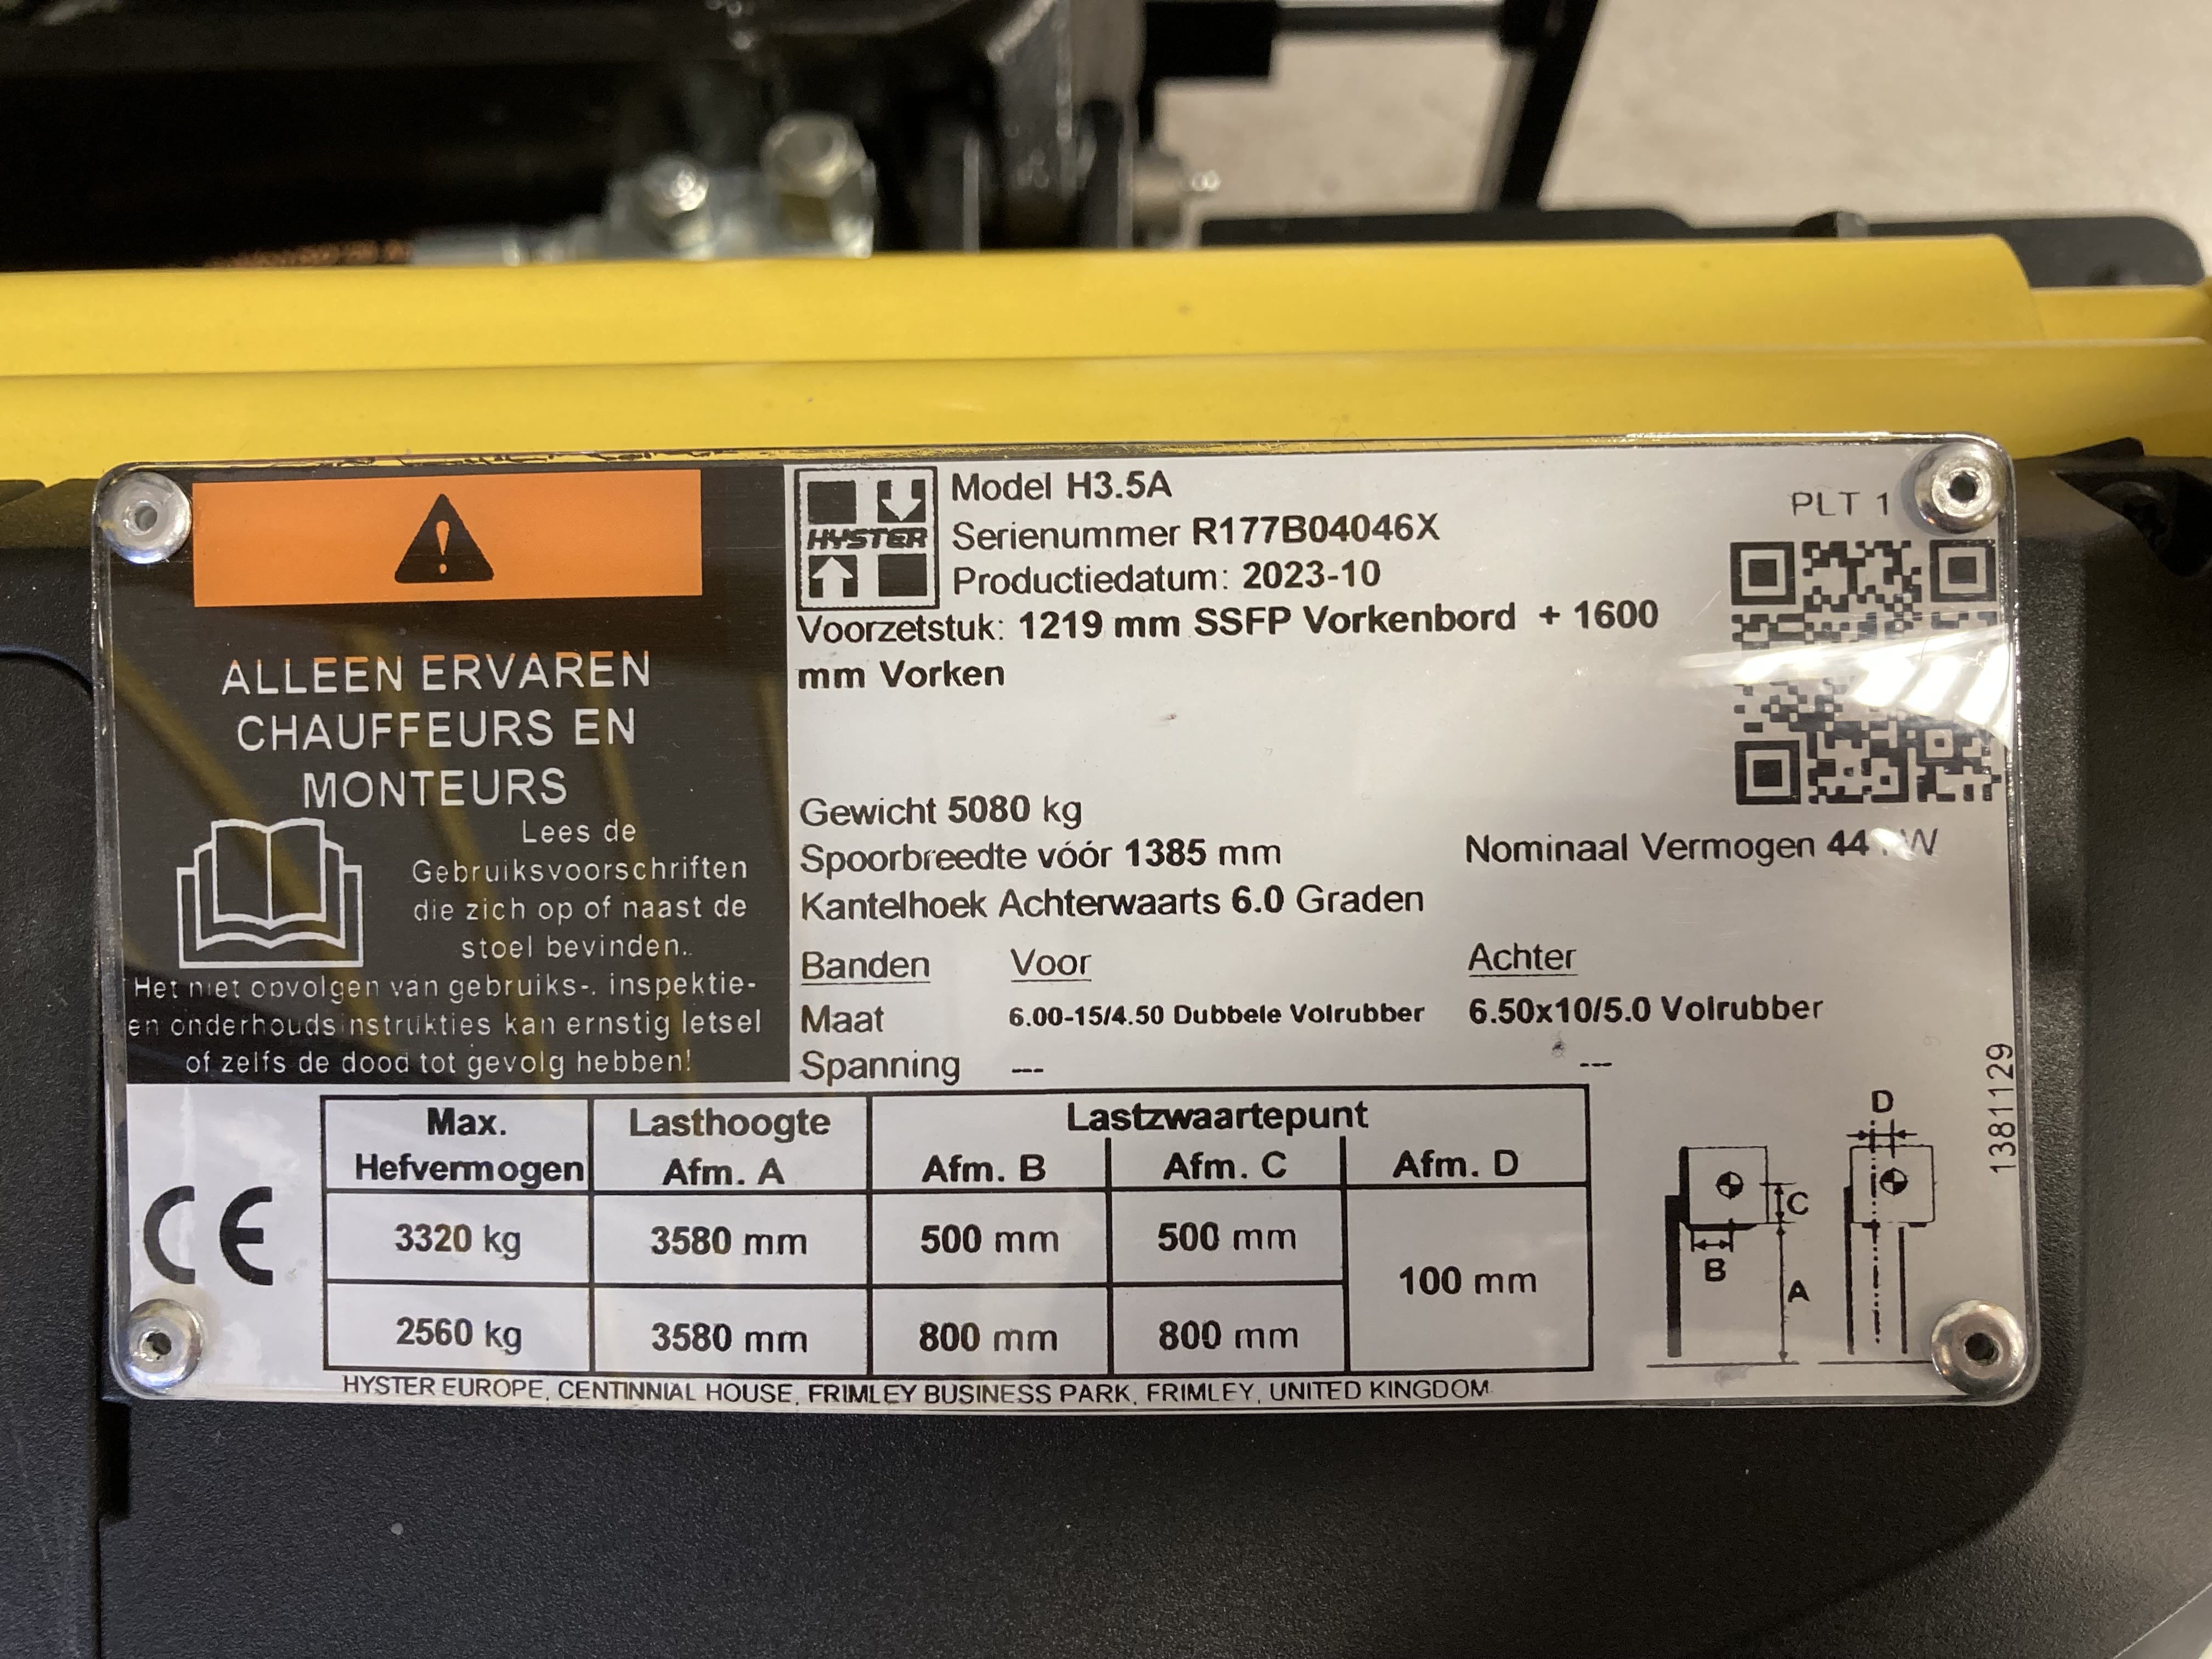 ALLEEN ERVAREN
CHAUFFEURS EN
MONTEURS
Lees de
Gebruiksvoorschriften
die zich op of naast de
stoel bevinden..
Het niet opvolgen van gebruiks-. inspektie-
en onderhoudsinstrukties kan ernstig letsel
of zelfs de dood tot gevolg hebben!
HYSTER
Model H3.5A
Serienummer R177B04046X
Productiedatum: 2023-10
Voorzetstuk: 1219 mm SSFP Vorkenbord + 1600
mm Vorken
PLT 1
Gewicht 5080 kg
Spoorbreedte vóór 1385 mm
Nominaal Vermogen 44
Kantelhoek Achterwaarts 6.0 Graden
Banden Voor Achter
Maat 6.00-15/4.50 Dubbele Volrubber 6.50x10/5.0 Volrubber
Spanning --- ---
1381129
CE
Max. Hefvermogen
Lasthoogte Afm. A
Lastzwaartepunt
Afm. B Afm. C Afm. D
3320 kg 3580 mm 500 mm 500 mm
100 mm
2560 kg 3580 mm 800 mm 800 mm
D
C
B
A
HYSTER EUROPE, CENTINNIAL HOUSE, FRIMLEY BUSINESS PARK, FRIMLEY, UNITED KINGDOM